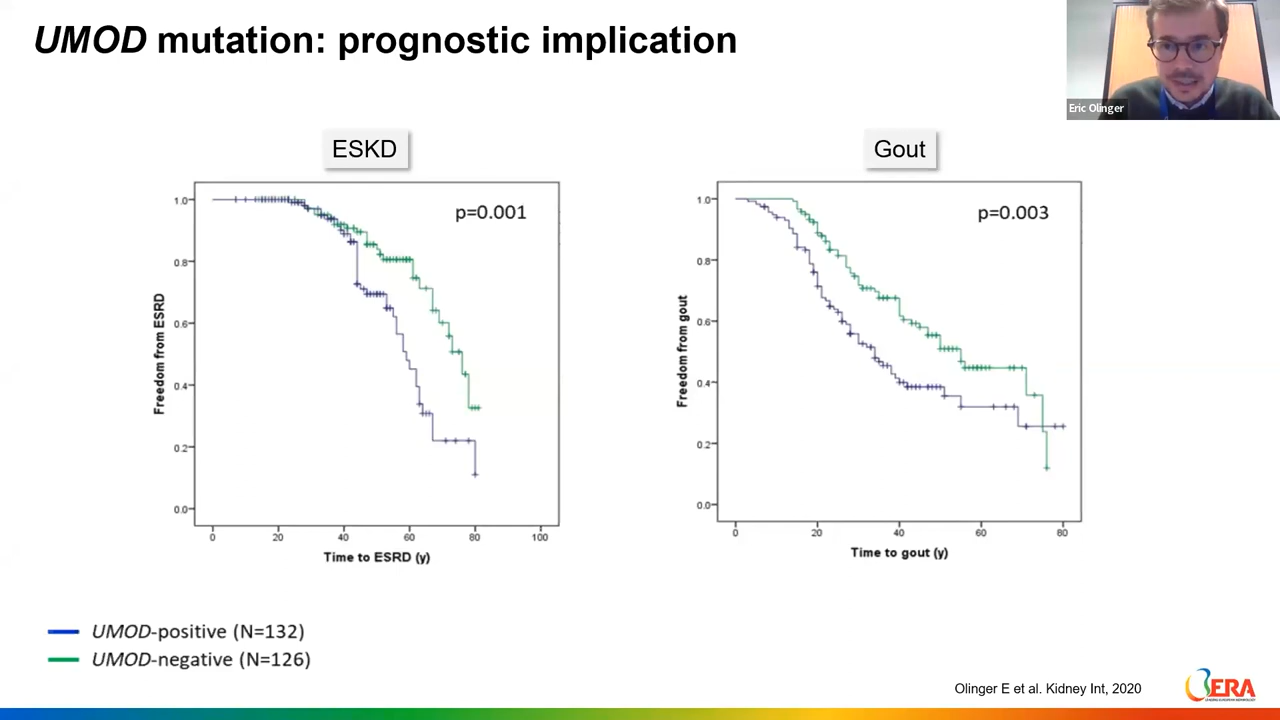 UMOD mutation: prognostic implication
Eric Olinger
ESKD
Gout
p=0.001
1.0
0.8
0.6
0.4
0.2
0.0
Freedom from ESRD
0 20 40 60 80 100
Time to ESRD (y)
p=0.003
1.0
0.8
0.6
0.4
0.2
0.0
Freedom from gout
0 20 40 60 80
Time to gout (y)
UMOD-positive (N=132)
UMOD-negative (N=126)
Olinger E et al. Kidney Int, 2020
ERA
LEADING EUROPEAN NEPHROLOGY